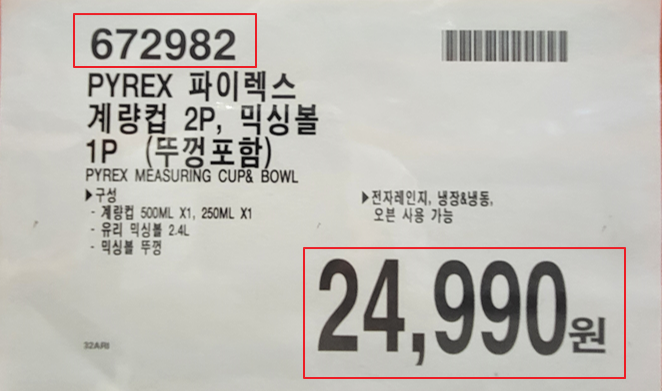 672982
PYREX 파이렉스
계량컵 2P, 믹싱볼
1P (뚜껑포함)
PYREX MEASURING CUP& BOWL
▶구성
- 계량컵 500ML X1, 250ML X1
- 유리 믹싱볼 2.4L
- 믹싱볼 뚜껑
▶전자레인지, 냉장&냉동,
오븐 사용 가능
24,990원
32ARI